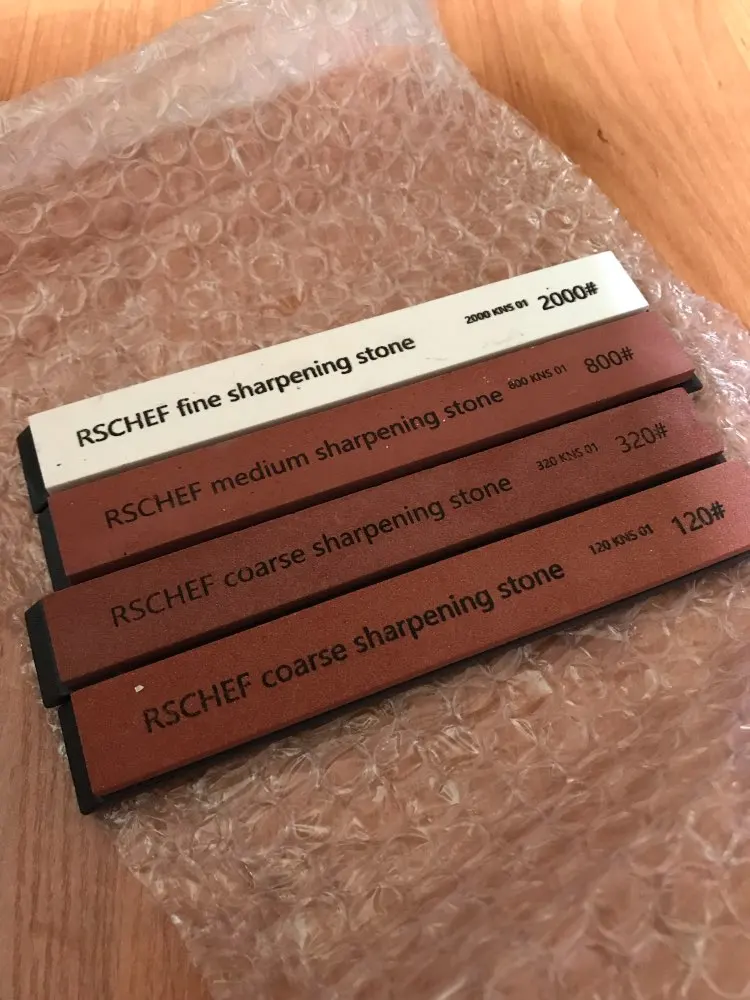 RSCHEF fine sharpening stone 2000 KNS 01 2000#
RSCHEF medium sharpening stone 800 KNS 01 800#
RSCHEF coarse sharpening stone 320 KNS 01 320#
RSCHEF coarse sharpening stone 120 KNS 01 120#